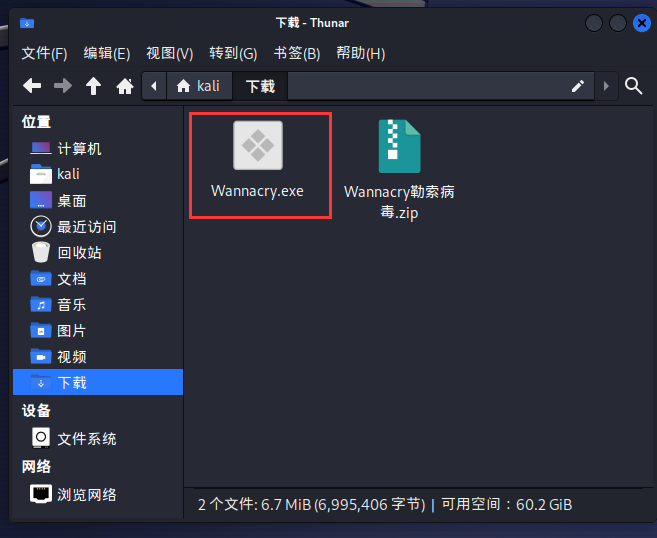 下载 - Thunar
文件(F) 编辑(E) 视图(V) 转到(G) 书签(B) 帮助(H)
kali 下载
位置
计算机
kali
桌面
最近访问
回收站
文档
音乐
图片
视频
下载
设备
文件系统
网络
浏览网络
Wannacry.exe
Wannacry勒索病
毒.zip
2 个文件: 6.7 MiB (6,995,406 字节) | 可用空间：60.2 GiB